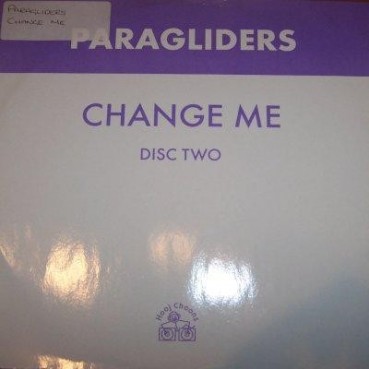 PARAGLIDERS
CHANGE ME
PARAGLIDERS
CHANGE ME
DISC TWO
Hooj Choons